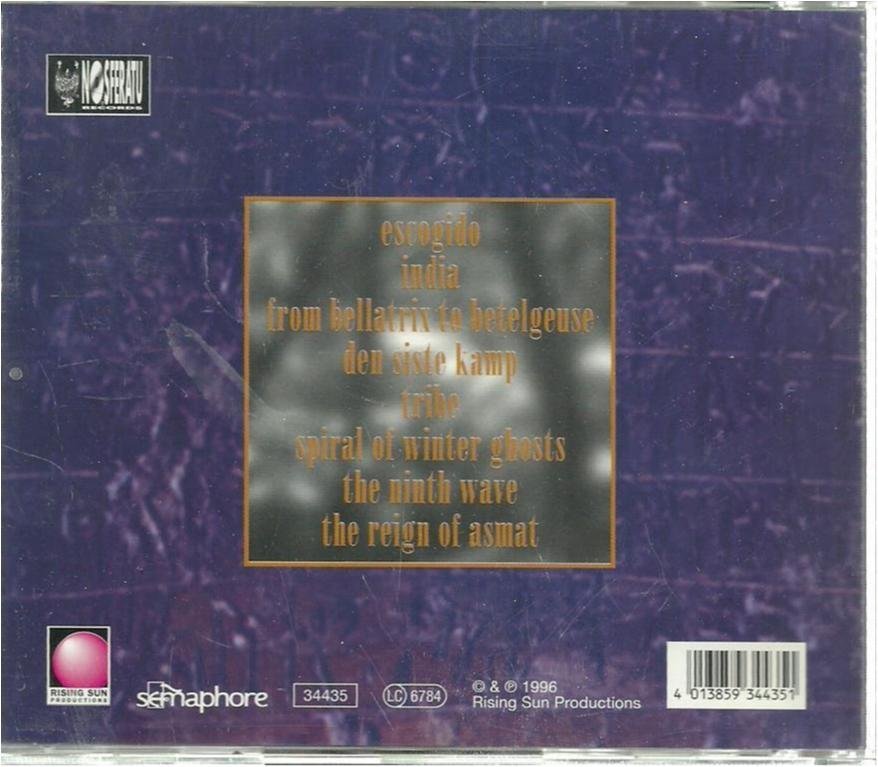 NOSFERATU
RECORDS
escogido
india
from bellatrix to betelgeuse
den siste kamp
tribe
spiral of winter ghosts
the ninth wave
the reign of asmat
RISING SUN
PRODUCTIONS
semaphore
34435
LC 6784
© & ℗ 1996
Rising Sun Productions
4 013859 344351